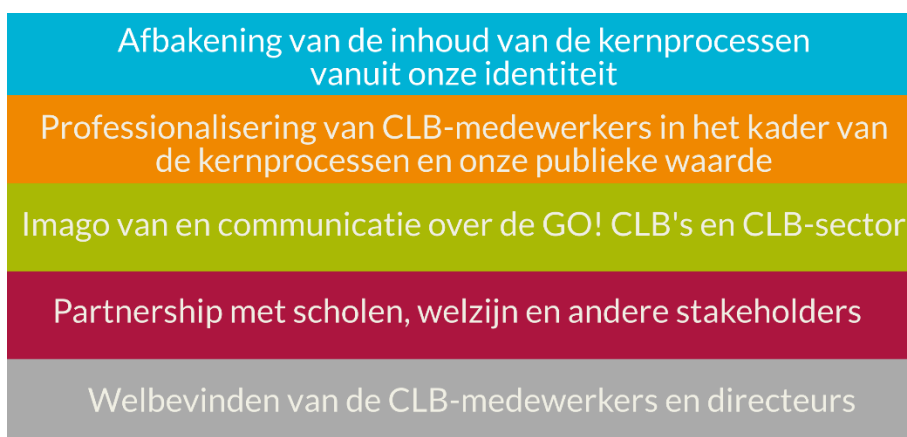 Afbakening van de inhoud van de kernprocessen
vanuit onze identiteit
Professionalisering van CLB-medewerkers in het kader van
de kernprocessen en onze publieke waarde
Imago van en communicatie over de GO! CLB's en CLB-sector
Partnership met scholen, welzijn en andere stakeholders
Welbevinden van de CLB-medewerkers en directeurs